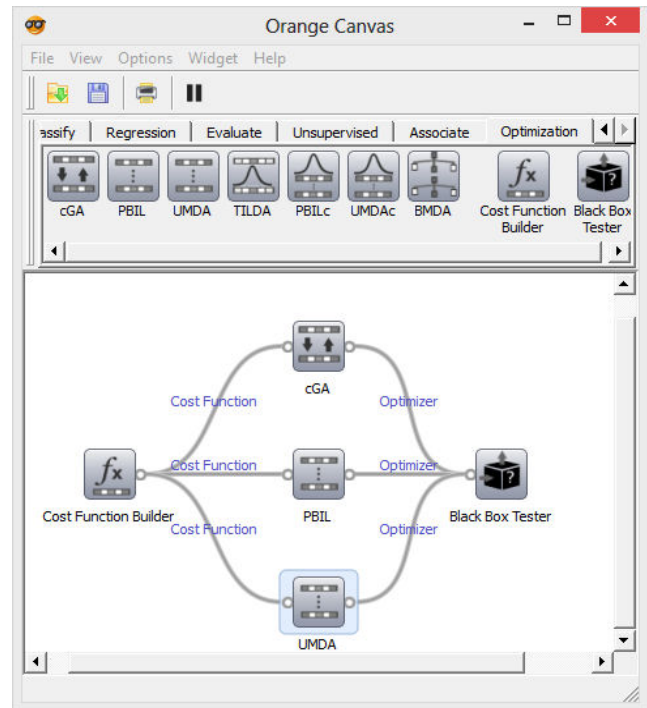 Orange Canvas
File View Options Widget Help
assify Regression Evaluate Unsupervised Associate Optimization
cGA PBIL UMDA TILDA PBILc UMDAc BMDA Cost Function Builder Black Box Tester
cGA
Cost Function Optimizer
Cost Function Optimizer
Cost Function Builder PBIL Black Box Tester
Cost Function Optimizer
UMDA